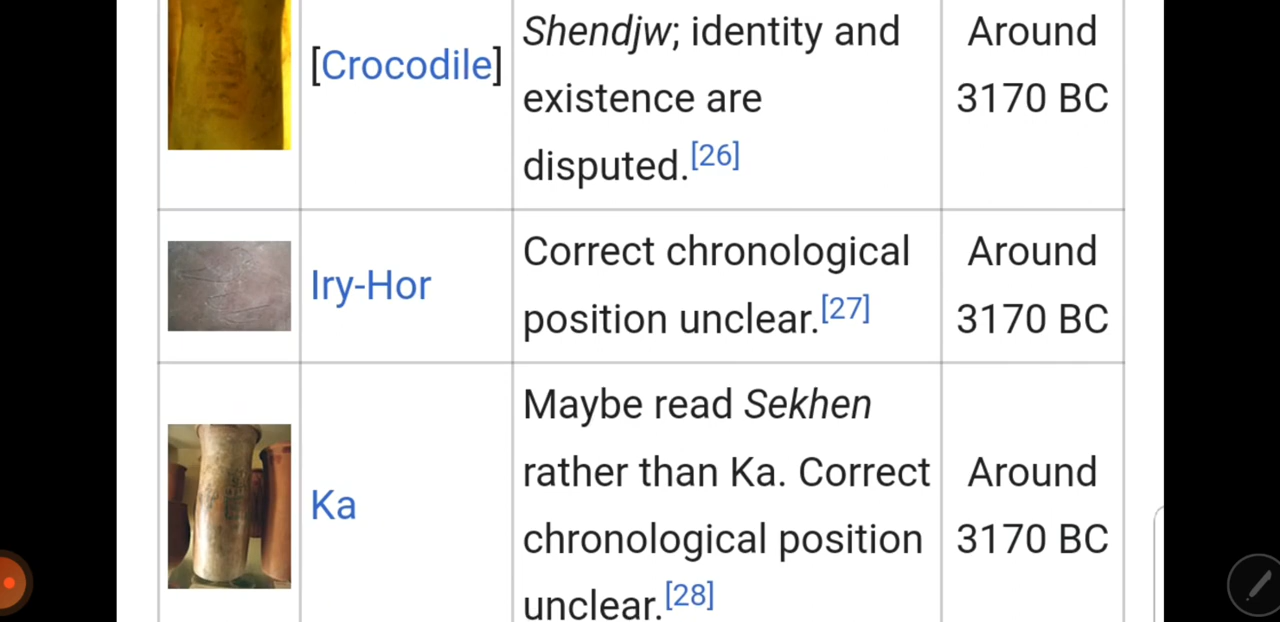 [Crocodile]
Shendjw; identity and
existence are
disputed.[26]
Around
3170 BC
Iry-Hor
Correct chronological
position unclear.[27]
Around
3170 BC
Ka
Maybe read Sekhen
rather than Ka. Correct
chronological position
unclear.[28]
Around
3170 BC